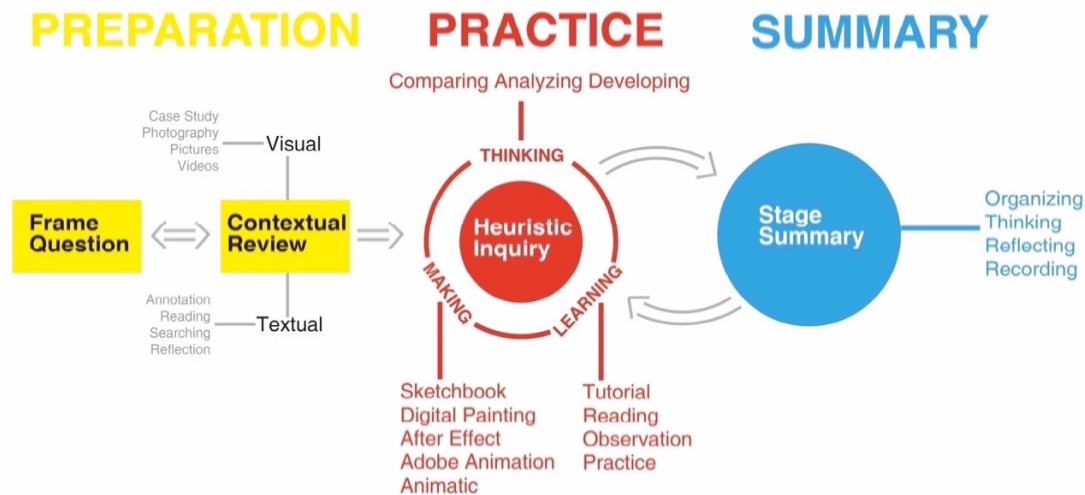 PREPARATION
PRACTICE
SUMMARY
Comparing Analyzing Developing
Case Study
Photography
Pictures
Videos
Visual
THINKING
Frame
Question
Contextual
Review
Heuristic
Inquiry
Stage
Summary
Organizing
Thinking
Reflecting
Recording
MAKING
LEARNING
Annotation
Reading
Searching
Reflection
Textual
Sketchbook
Digital Painting
After Effect
Adobe Animation
Animatic
Tutorial
Reading
Observation
Practice